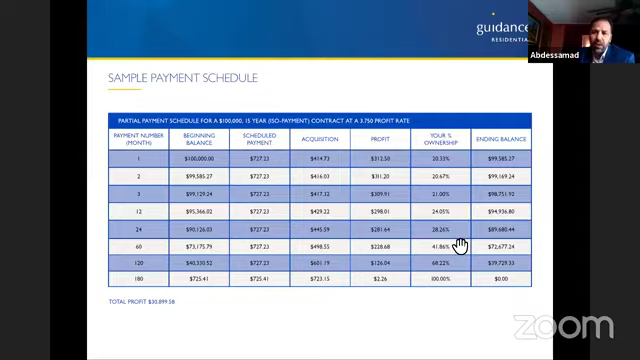 guidance
RESIDENTIAL
Abdessamad
SAMPLE PAYMENT SCHEDULE
PARTIAL PAYMENT SCHEDULE FOR A $100,000, 15 YEAR (ISO-PAYMENT) CONTRACT AT A 3.750 PROFIT RATE
PAYMENT NUMBER (MONTH) BEGINNING BALANCE SCHEDULED PAYMENT ACQUISITION PROFIT YOUR % OWNERSHIP ENDING BALANCE
1 $100,000.00 $727.23 $414.73 $312.50 20.33% $99,585.27
2 $99,585.27 $727.23 $416.03 $311.20 20.67% $99,169.24
3 $99,129.24 $727.23 $417.32 $309.91 21.00% $98,751.92
12 $95,366.02 $727.23 $429.22 $298.01 24.05% $94,936.80
24 $90,126.03 $727.23 $445.59 $281.64 28.26% $89,680.44
60 $73,175.79 $727.23 $498.55 $228.68 41.86% $72,677.24
120 $40,330.52 $727.23 $601.19 $126.04 68.22% $39,729.33
180 $725.41 $725.41 $723.15 $2.26 100.00% $0.00
TOTAL PROFIT $30,899.58
zoom